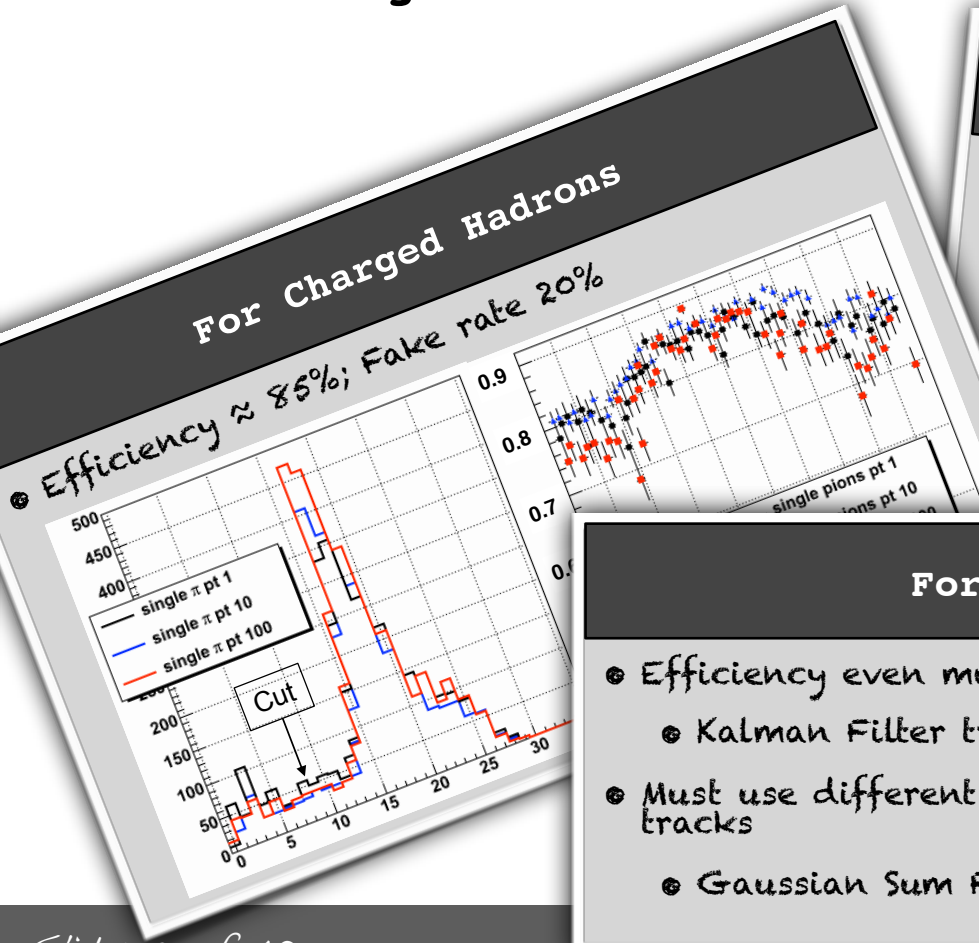 For Charged Hadrons
Efficiency ≈ 85%; Fake rate 20%
0.9
0.8
0.7
single pions pt 1
pt 10
500
450
400
200
150
100
50
0
0
5
10
15
20
25
30
single π pt 1
single π pt 10
single π pt 100
Cut
For
Efficiency even
Kalman Filter
Must use different
tracks
Gaussian Sum